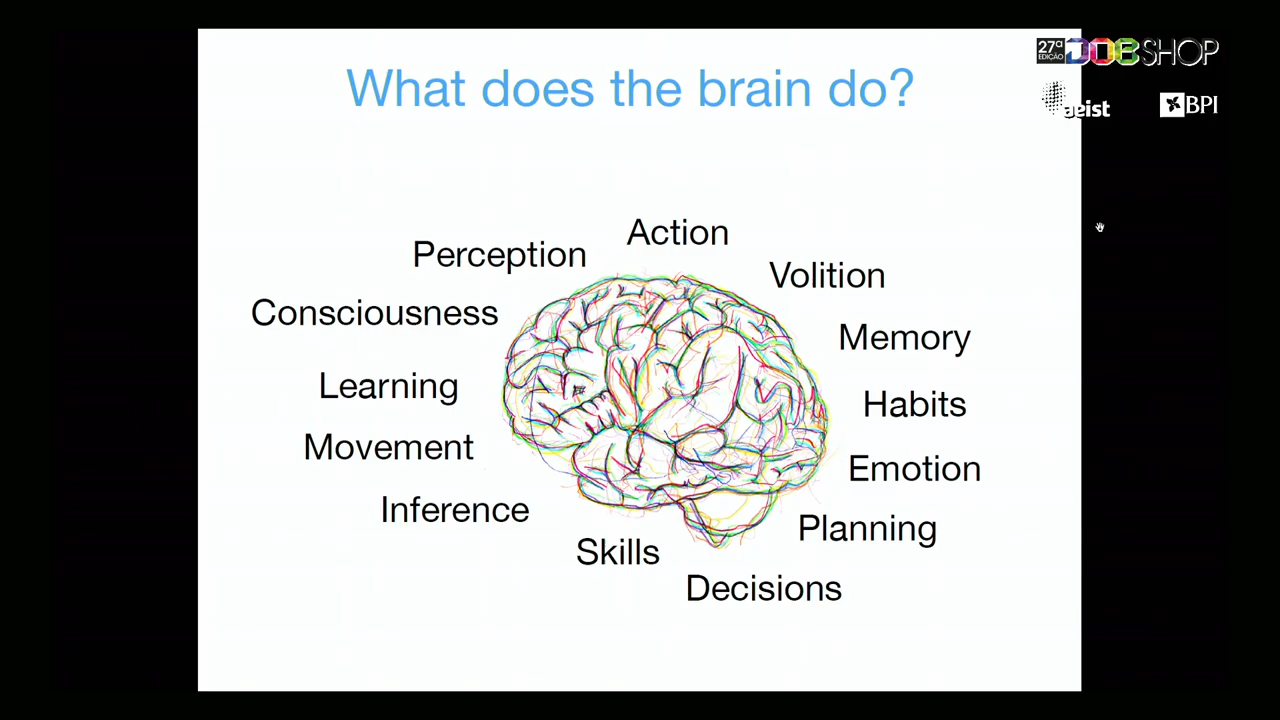 What does the brain do?
27ª
EDIÇÃO
JOBSHOP
aeist
BPI
Action
Perception
Volition
Consciousness
Memory
Learning
Habits
Movement
Emotion
Inference
Planning
Skills
Decisions